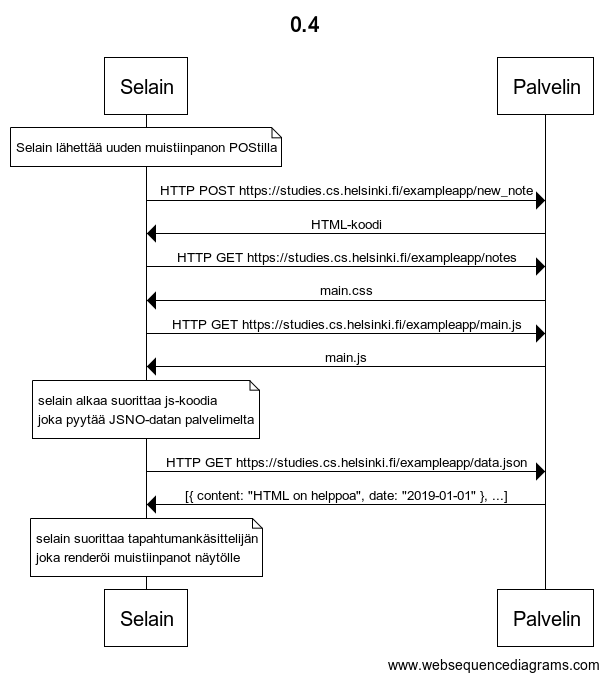 0.4
Selain
Palvelin
Selain lähettää uuden muistiinpanon POStilla
HTTP POST https://studies.cs.helsinki.fi/exampleapp/new_note
HTML-koodi
HTTP GET https://studies.cs.helsinki.fi/exampleapp/notes
main.css
HTTP GET https://studies.cs.helsinki.fi/exampleapp/main.js
main.js
selain alkaa suorittaa js-koodia
joka pyytää JSNO-datan palvelimelta
HTTP GET https://studies.cs.helsinki.fi/exampleapp/data.json
[{ content: "HTML on helppoa", date: "2019-01-01" }, ...]
selain suorittaa tapahtumankäsittelijän
joka renderöi muistiinpanot näytölle
Selain
Palvelin
www.websequencediagrams.com